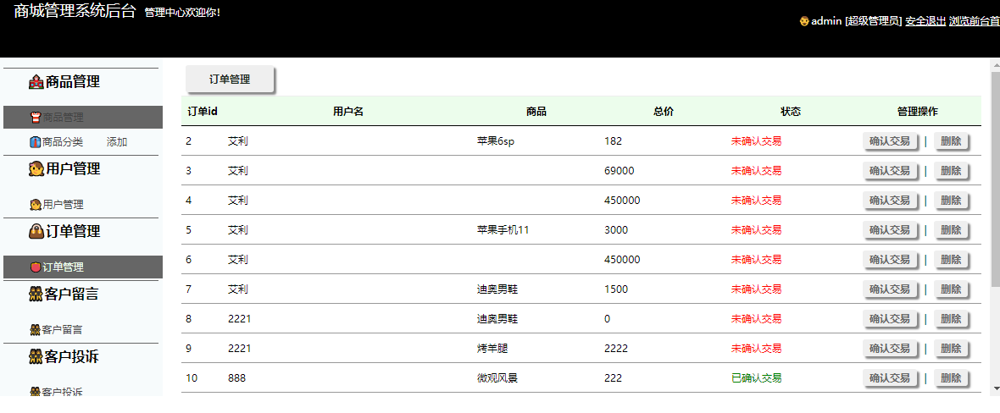 商城管理系统后台 管理中心欢迎你!
admin [超级管理员] 安全退出 浏览前台首
商品管理
商品管理
商品分类 添加
用户管理
用户管理
订单管理
订单管理
客户留言
客户留言
客户投诉
客户投诉
订单管理
订单id 用户名 商品 总价 状态 管理操作
2 艾利 苹果6sp 182 未确认交易 确认交易 | 删除
3 艾利 69000 未确认交易 确认交易 | 删除
4 艾利 450000 未确认交易 确认交易 | 删除
5 艾利 苹果手机11 3000 未确认交易 确认交易 | 删除
6 艾利 450000 未确认交易 确认交易 | 删除
7 艾利 迪奥男鞋 1500 未确认交易 确认交易 | 删除
8 2221 迪奥男鞋 0 未确认交易 确认交易 | 删除
9 2221 烤羊腿 2222 未确认交易 确认交易 | 删除
10 888 微观风景 222 已确认交易 确认交易 | 删除